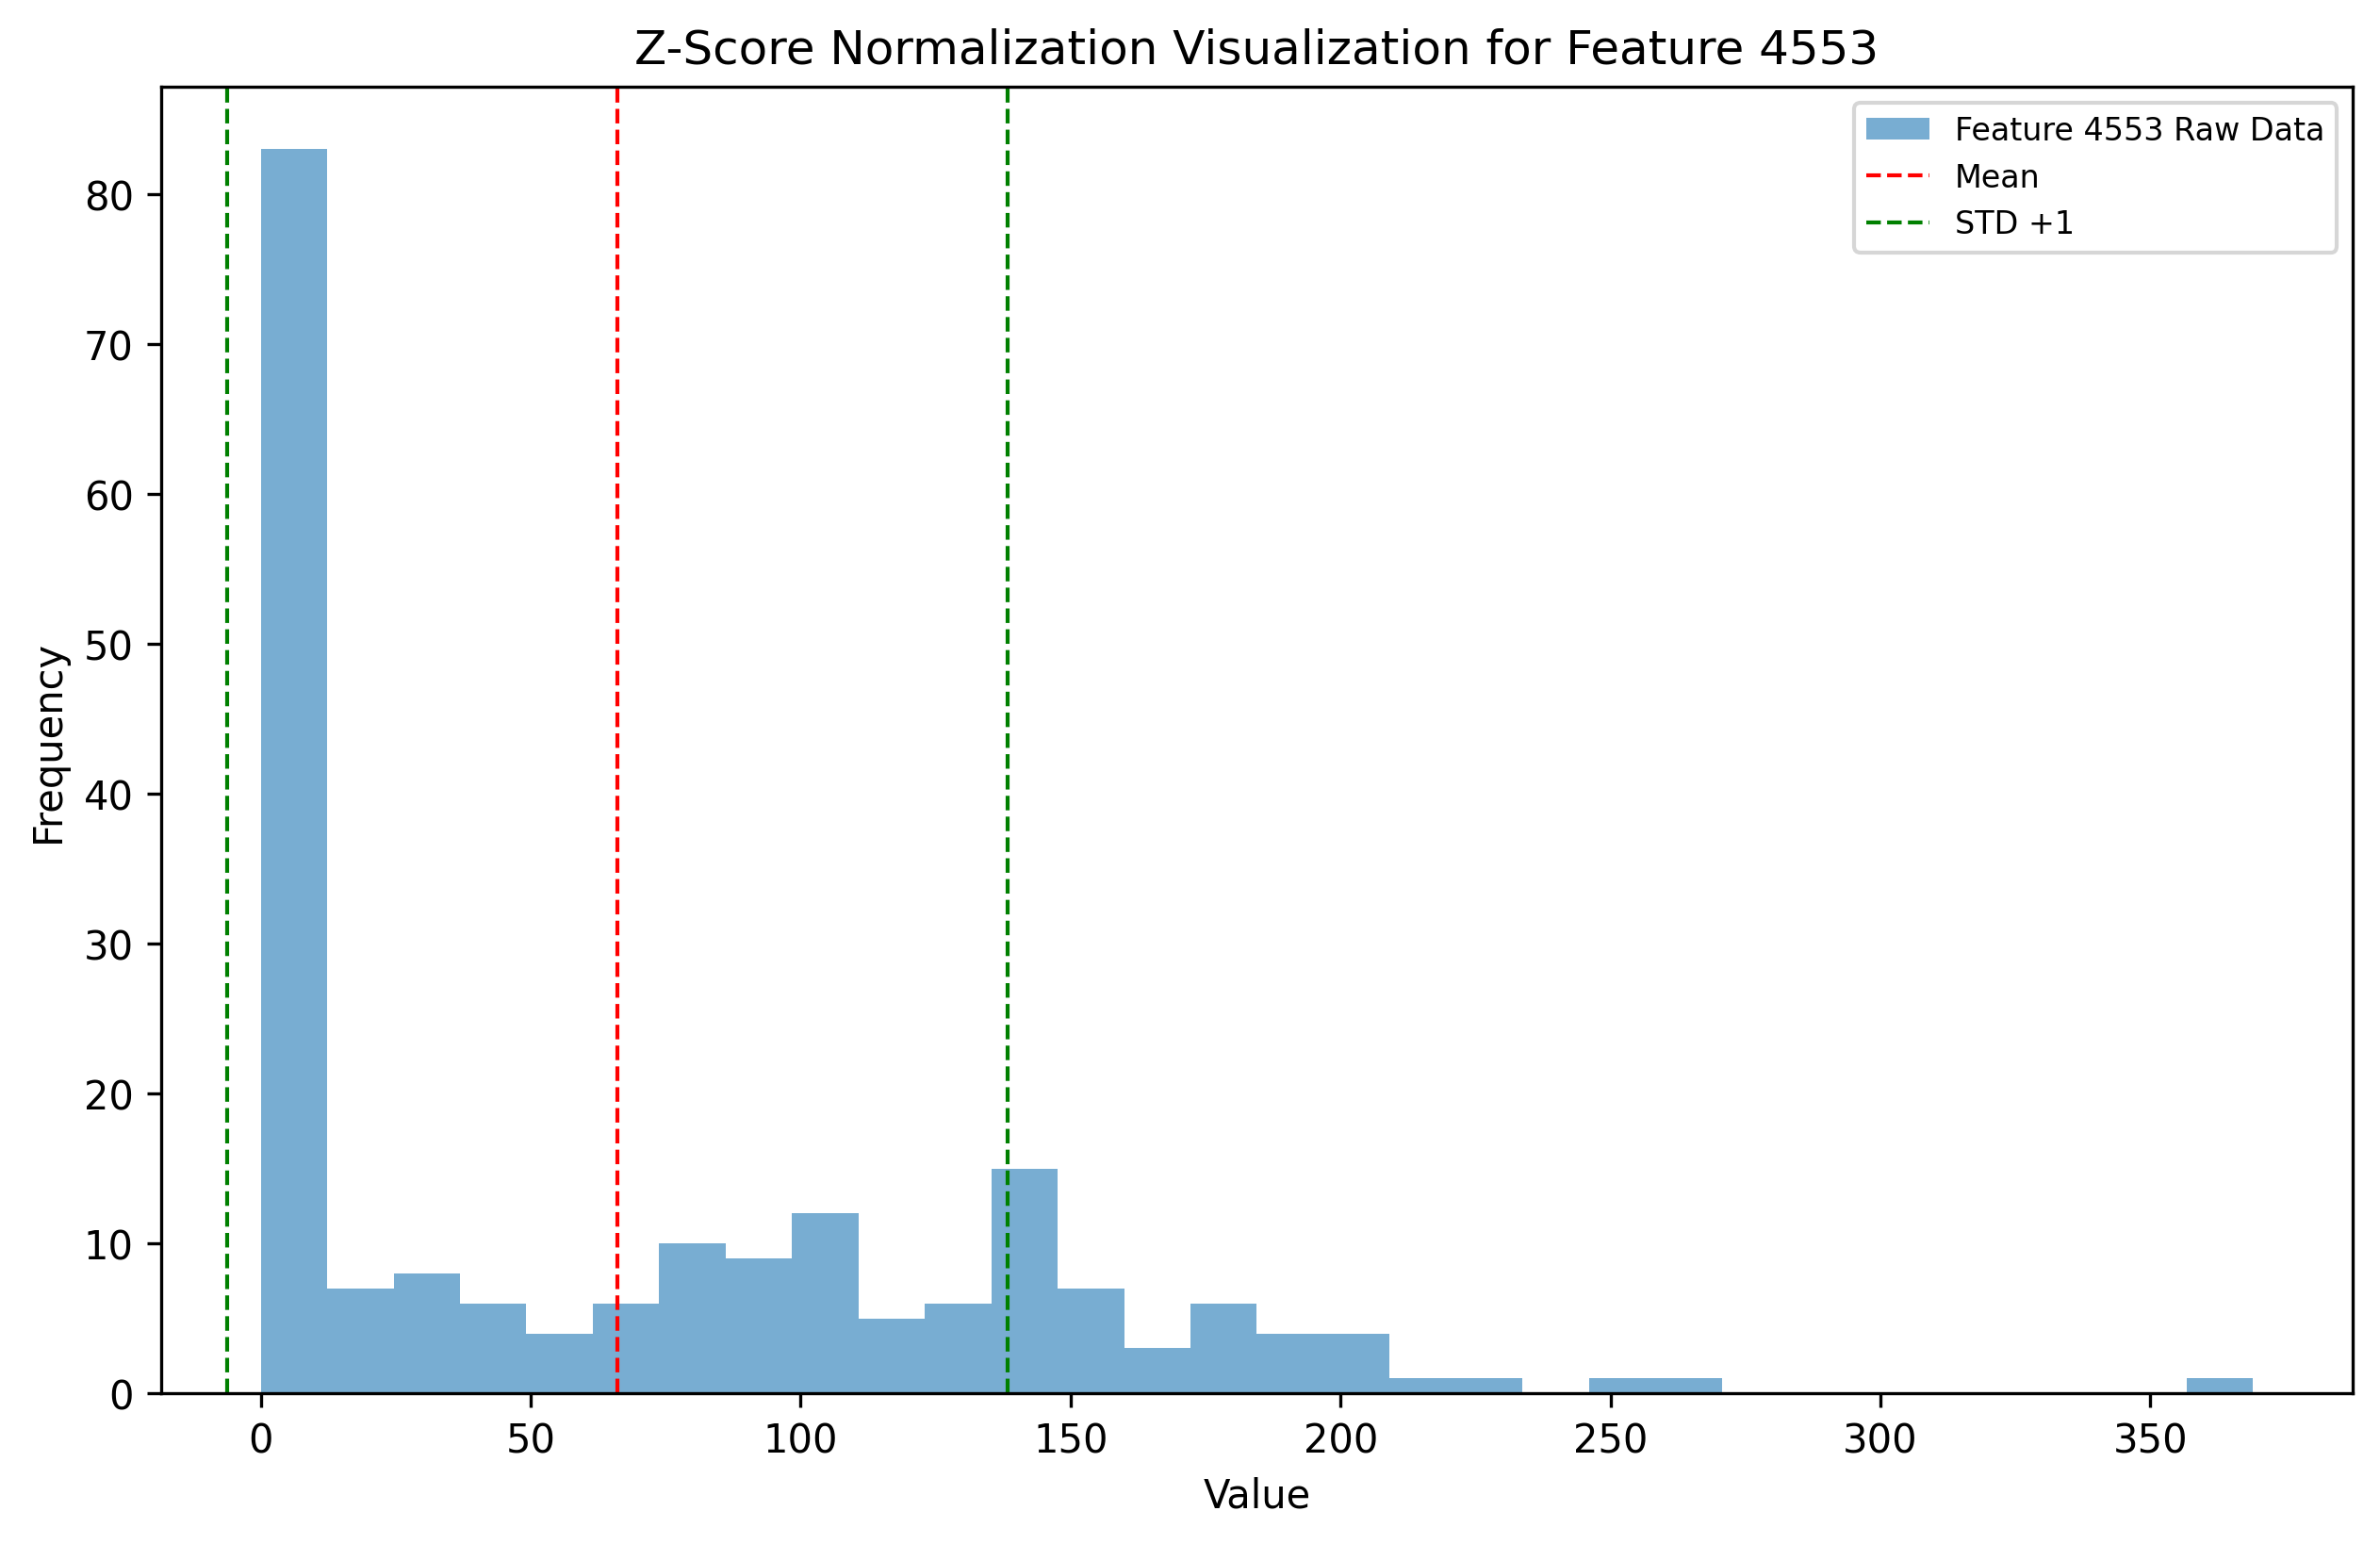 Z-Score Normalization Visualization for Feature 4553
Feature 4553 Raw Data
Mean
STD +1
Frequency
80
70
60
50
40
30
20
10
0
0 50 100 150 200 250 300 350
Value